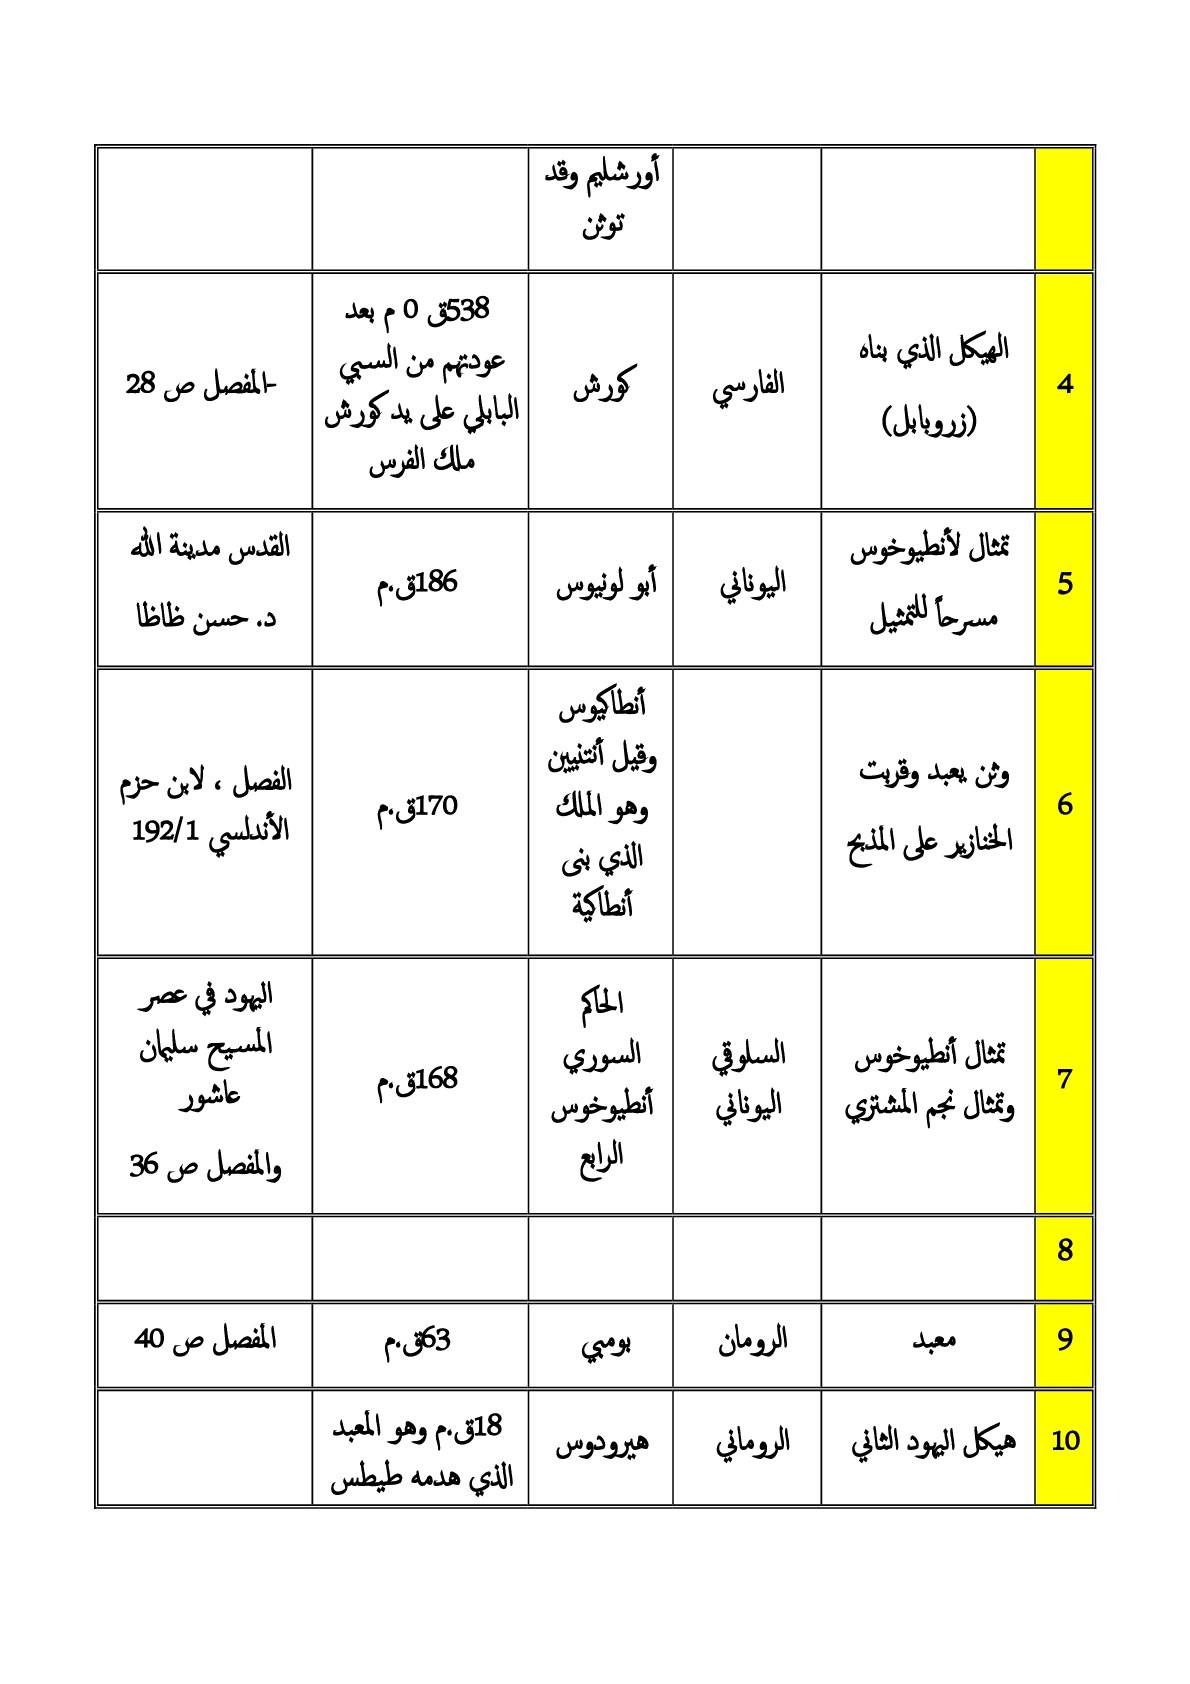 أورشليم وقد
توثن
4
الهيكل الذي بناه
(زروبابل)
الفارسي
كورش
538ق 0 م بعد
عودتهم من السبي
البابلي على يد كورش
ملك الفرس
-المفصل ص 28
5
تمثال لأنطيوخوس
مسرحاً للتمثيل
اليوناني
أبو لونيوس
186ق.م
القدس مدينة الله
د. حسن ظاظا
6
وثن يعبد وقربت
الخنازير على المذبح
أنطاكيوس
وقيل أنتنيين
وهو الملك
الذي بنى
أنطاكية
170ق.م
الفصل ، لابن حزم
الأندلسي 192/1
7
تمثال أنطيوخوس
وتمثال نجم المشتري
السلوقي
اليوناني
الحاكم
السوري
أنطيوخوس
الرابع
168ق.م
اليهود في عصر
المسيح سليمان
عاشور
والمفصل ص 36
8
9
معبد
الرومان
بومبي
63ق.م
المفصل ص 40
10
هيكل اليهود الثاني
الروماني
هيرودوس
18ق.م وهو المعبد
الذي هدمه طيطس